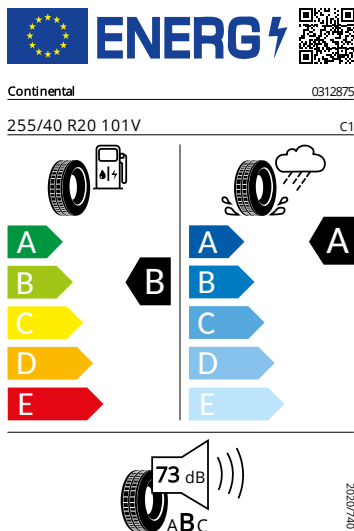 ENERG
Continental 0312875
255/40 R20 101V C1
A A
B B
C C
D D
E E
B
A
73 dB
ABC
2020/740